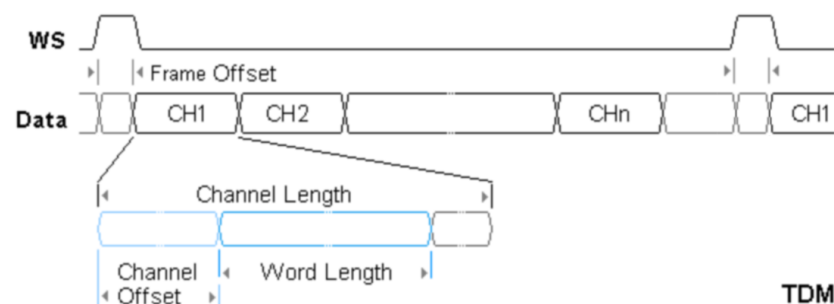 WS
Frame Offset
Data CH1 CH2 CHn CH1
Channel Length
Channel Offset
Word Length
TDM